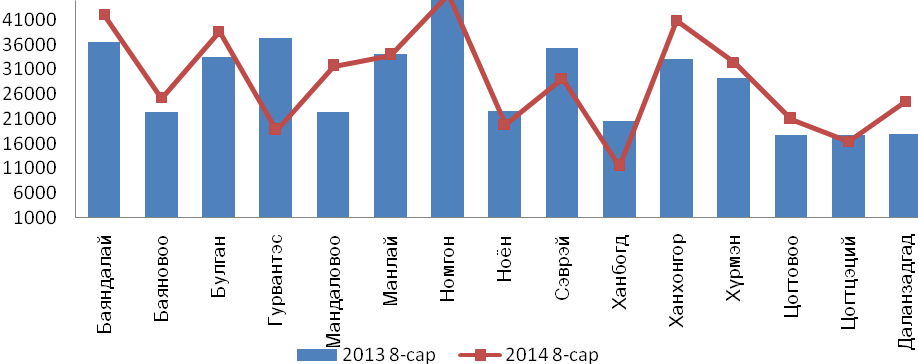 41000
36000
31000
26000
21000
16000
11000
6000
1000
Баяндалай
Баяновоо
Булган
Гурвантэс
Мандаловоо
Манлай
Номгон
Ноён
Сэврэй
Ханбогд
Ханхонгор
Хүрмэн
Цогтовоо
Цогтцэций
Даланзадгад
2013 8-сар
2014 8-сар